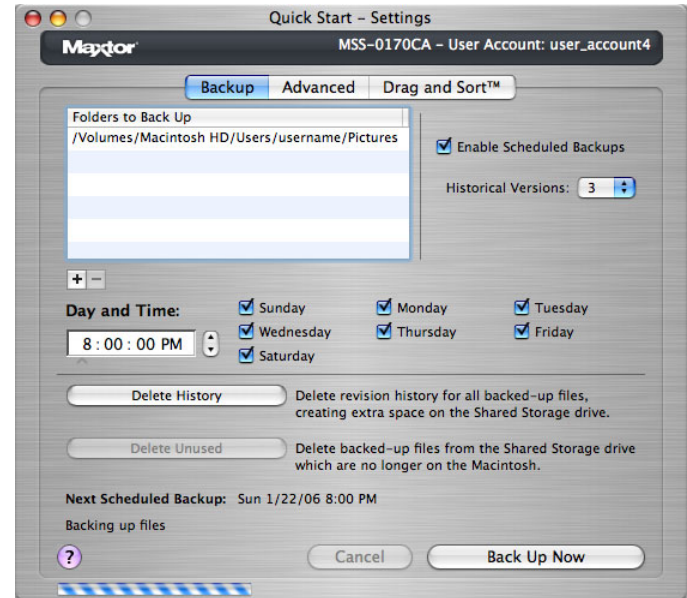 Quick Start – Settings
Maxtor
MSS-0170CA – User Account: user_account4
Backup Advanced Drag and Sort™
Folders to Back Up
/Volumes/Macintosh HD/Users/username/Pictures
Enable Scheduled Backups
Historical Versions: 3
+ −
Day and Time:
8 : 00 : 00 PM
Sunday Monday Tuesday
Wednesday Thursday Friday
Saturday
Delete History
Delete revision history for all backed-up files,
creating extra space on the Shared Storage drive.
Delete Unused
Delete backed-up files from the Shared Storage drive
which are no longer on the Macintosh.
Next Scheduled Backup: Sun 1/22/06 8:00 PM
Backing up files
? Cancel Back Up Now